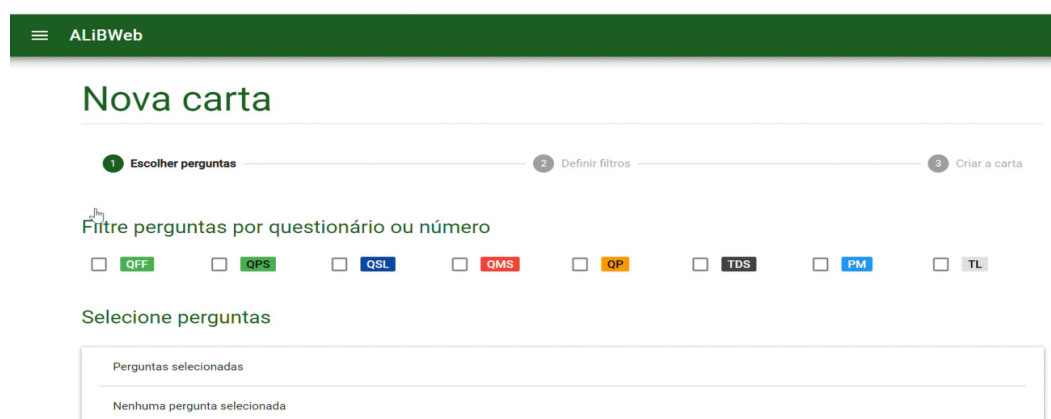 ALiBWeb
Nova carta
1 Escolher perguntas 2 Definir filtros 3 Criar a carta
Filtre perguntas por questionário ou número
QFF QPS QSL QMS QP TDS PM TL
Selecione perguntas
Perguntas selecionadas
Nenhuma pergunta selecionada